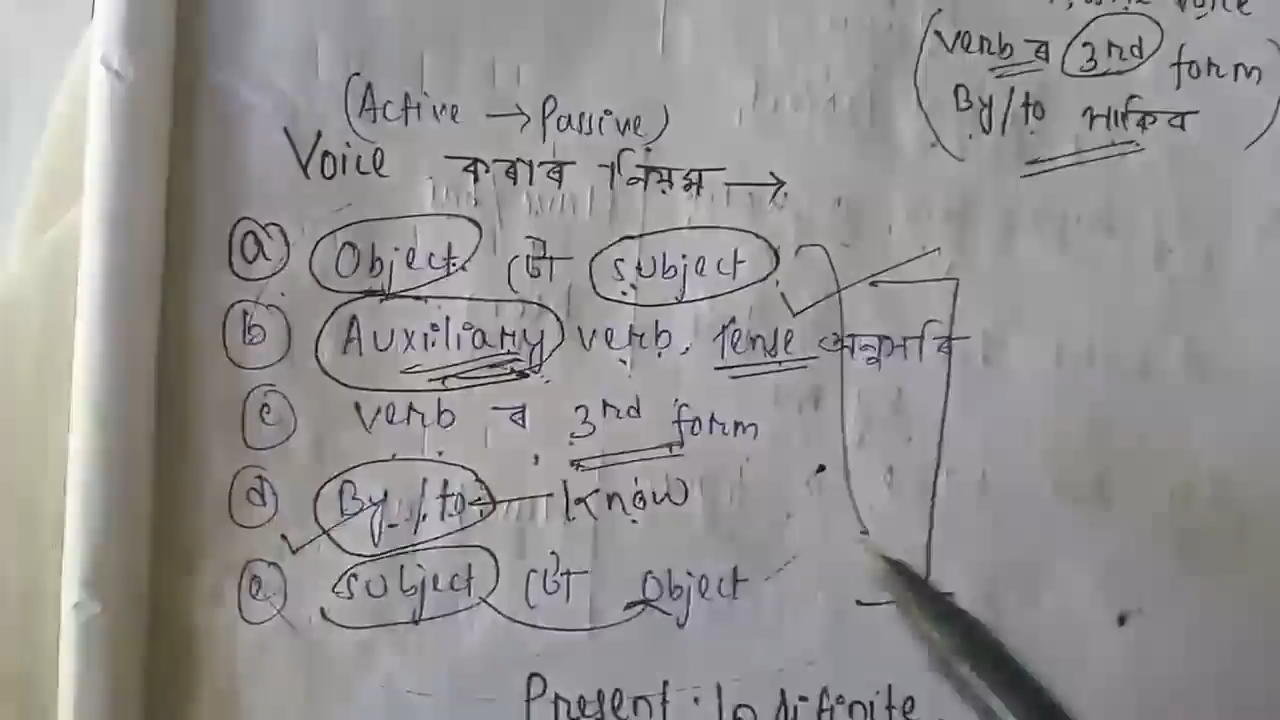 voice
(verb ৰ 3rd form
By/to থাকিব)
(Active → Passive)
Voice কৰাৰ নিয়ম →
(a) Object টো subject
(b) Auxiliary verb, Tense অনুসৰি
(c) verb ৰ 3rd form
(d) By/to ← know
(e) subject টো Object
Present Indifinite